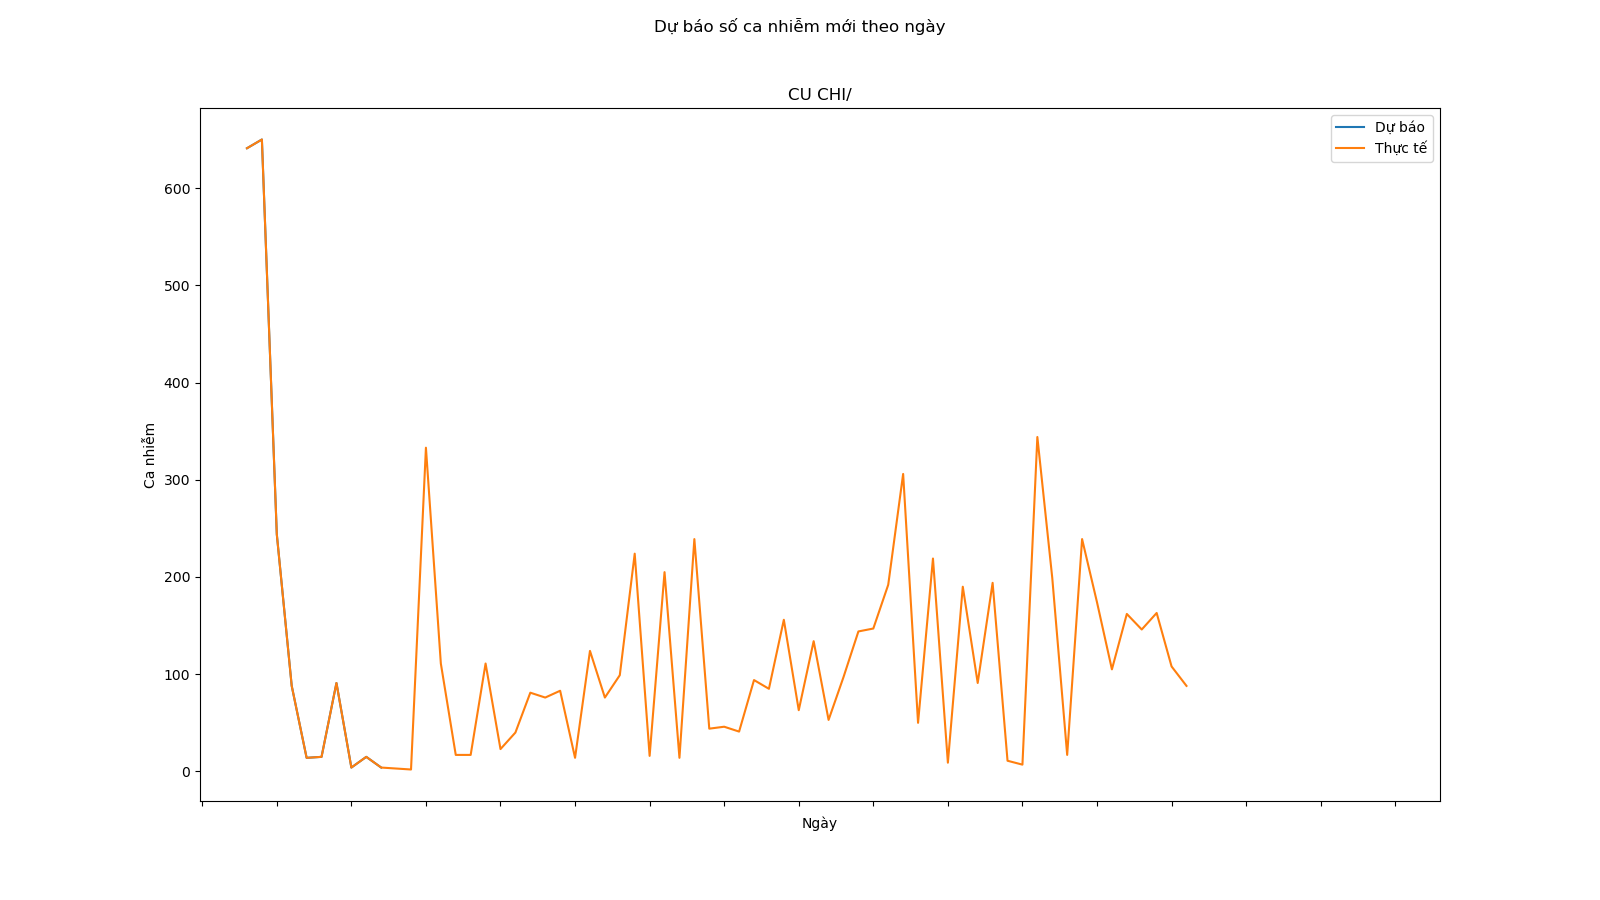 Dự báo số ca nhiễm mới theo ngày
CU CHI/
Dự báo
Thực tế
600
500
400
300
200
100
0
Ca nhiễm
Ngày